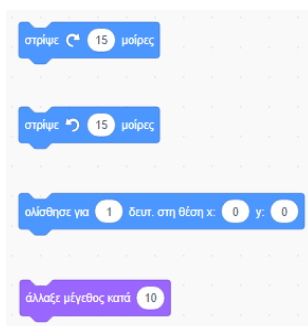 στρίψε 15 μοίρες
στρίψε 15 μοίρες
ολίσθησε για 1 δευτ. στη θέση x: 0 y: 0
άλλαξε μέγεθος κατά 10